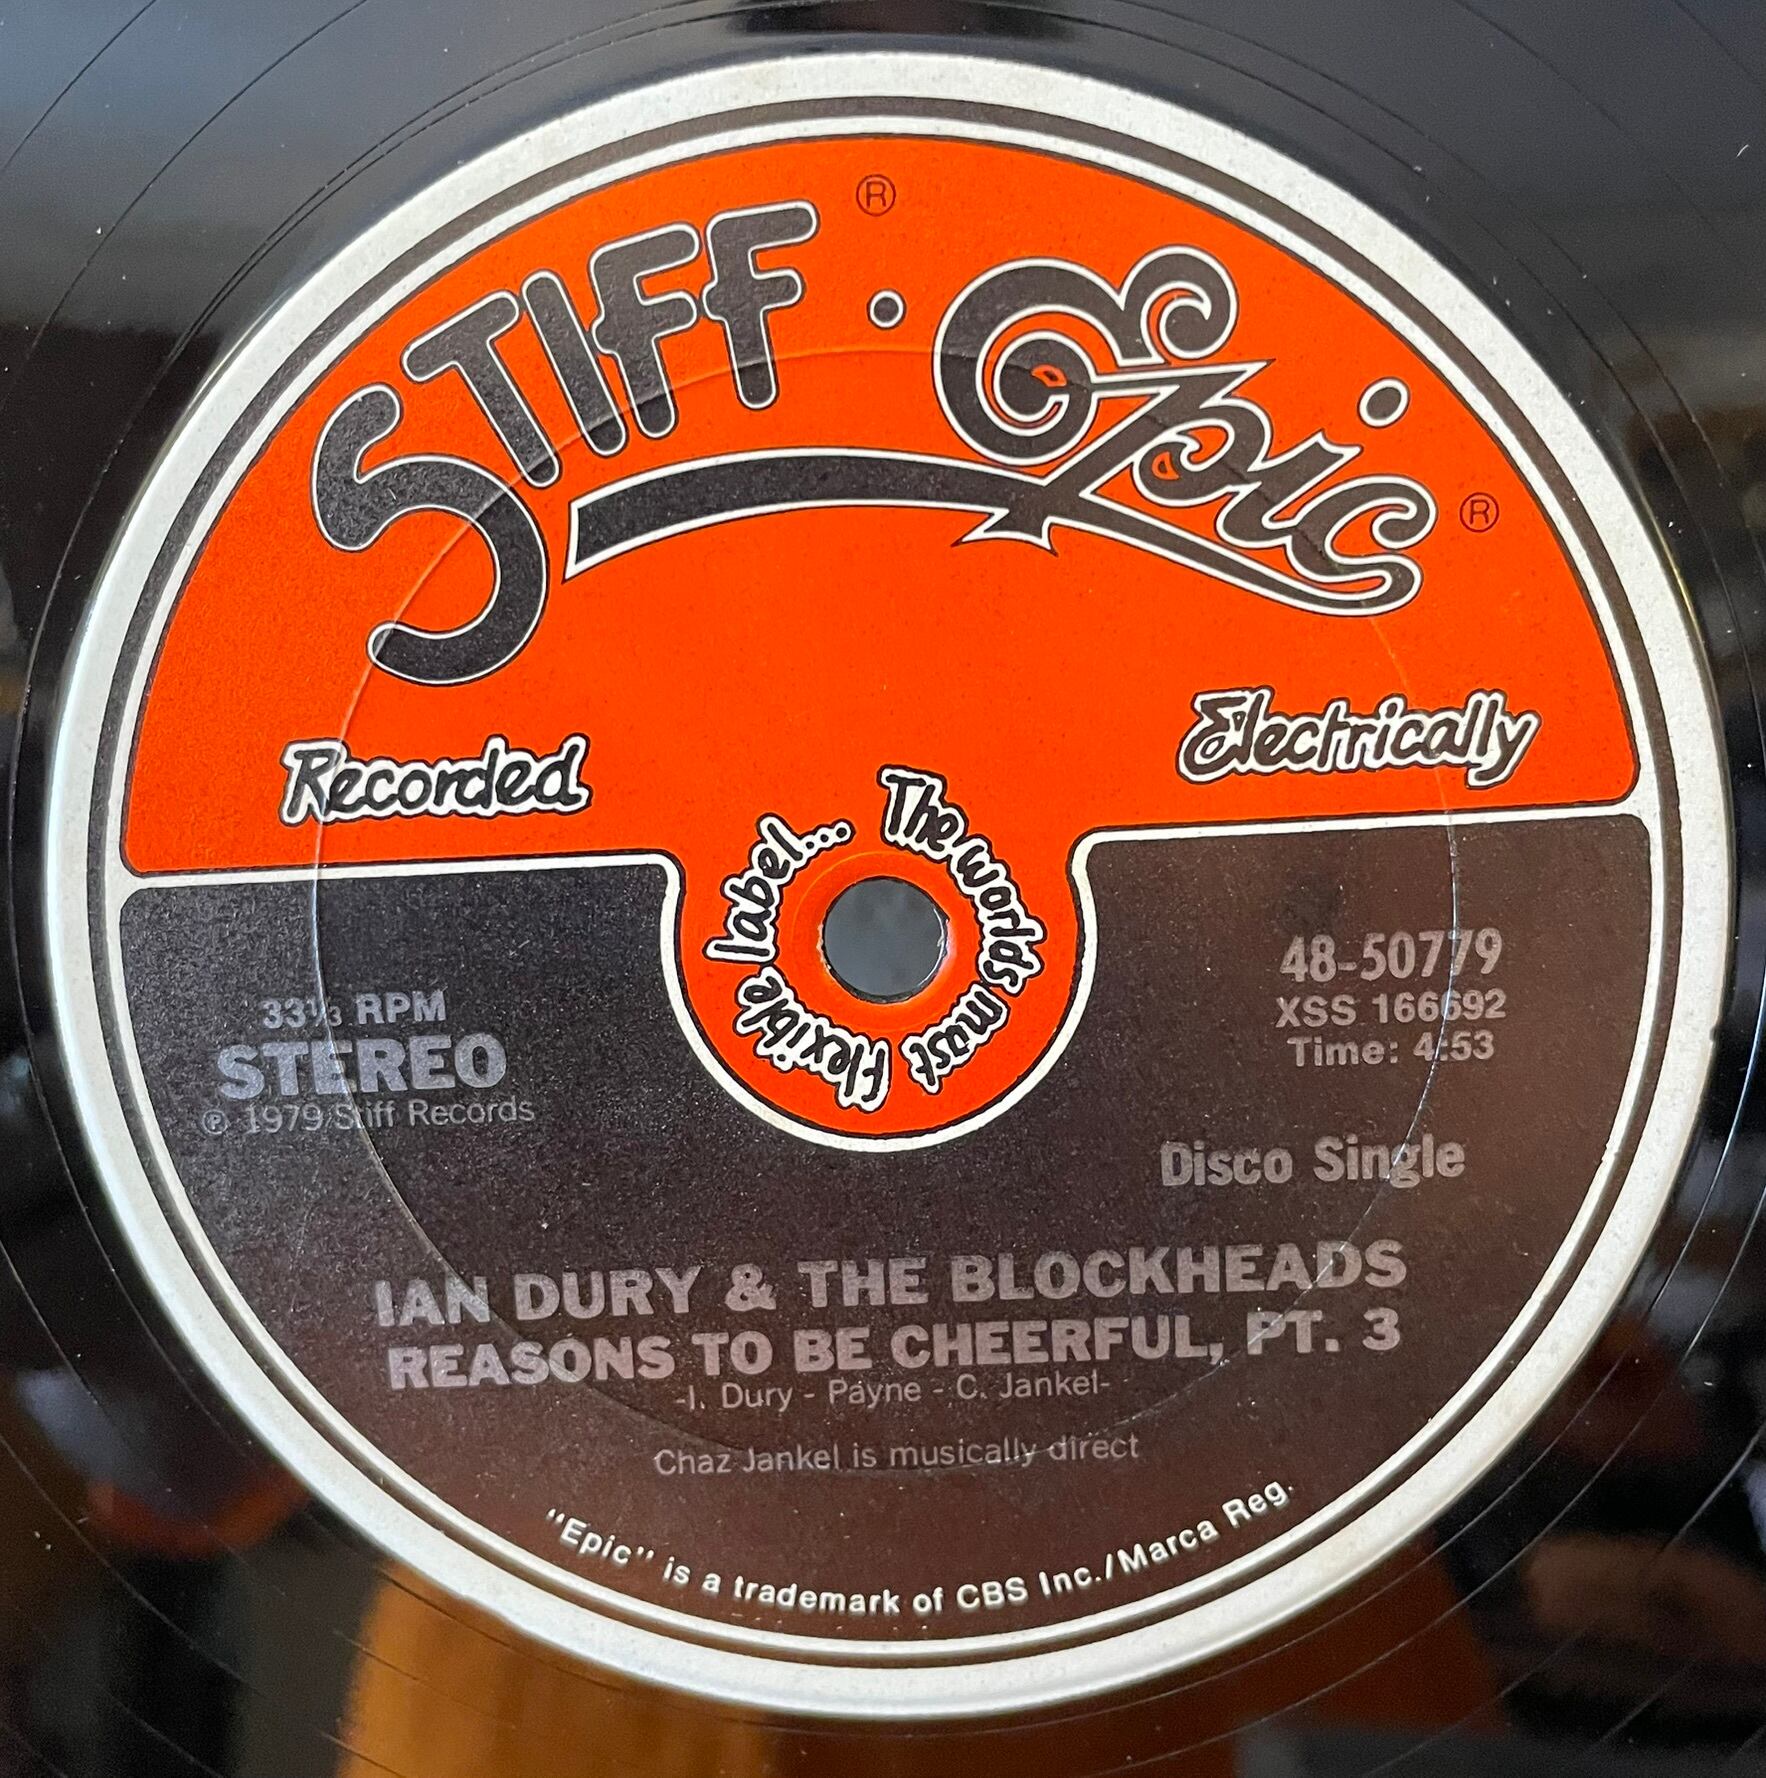 STIFF ® · Epic ®
Recorded
Electrically
The worlds must flexible label...
33⅓ RPM
STEREO
℗ 1979 Stiff Records
48-50779
XSS 166692
Time: 4:53
Disco Single
IAN DURY & THE BLOCKHEADS
REASONS TO BE CHEERFUL, PT. 3
-I. Dury - Payne - C. Jankel-
Chaz Jankel is musically direct
"Epic" is a trademark of CBS Inc./Marca Reg.